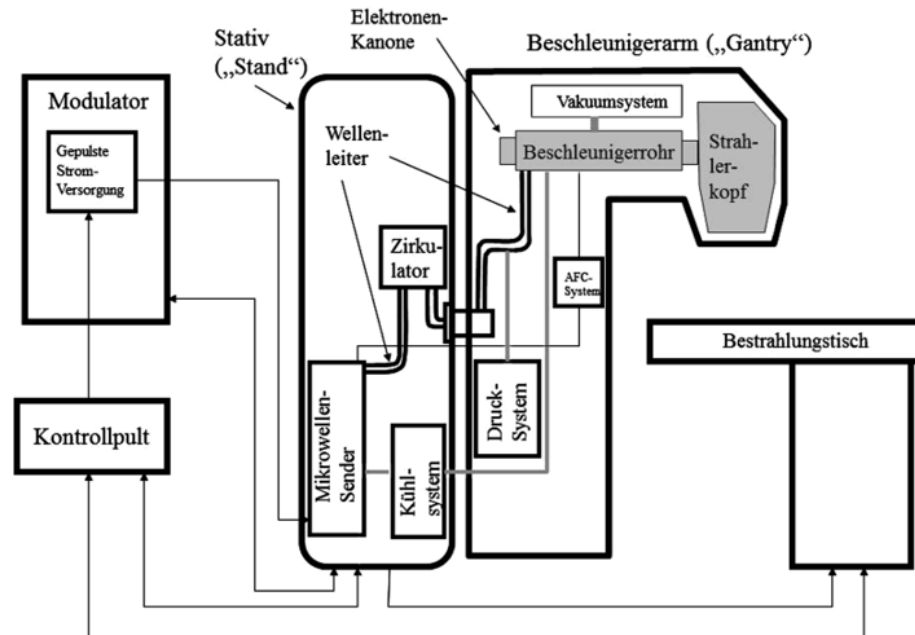 Elektronen-
Kanone
Stativ
(„Stand“)
Beschleunigerarm („Gantry“)
Modulator
Gepulste
Strom-
Versorgung
Vakuumsystem
Wellen-
leiter
Beschleunigerrohr
Strah-
ler-
kopf
Zirku-
lator
AFC-
System
Bestrahlungstisch
Kontrollpult
Mikrowellen-
Sender
Kühl-
system
Druck-
System